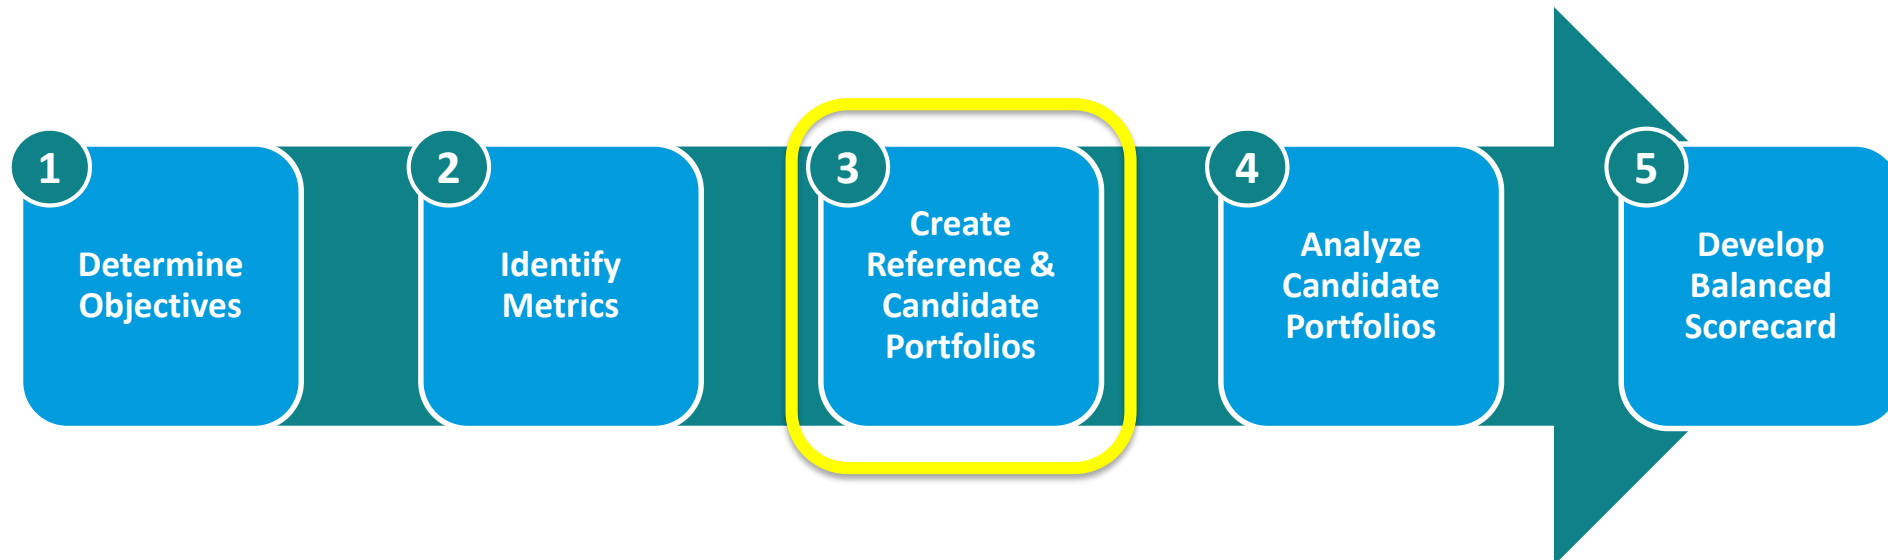 1
Determine
Objectives
2
Identify
Metrics
3
Create
Reference &
Candidate
Portfolios
4
Analyze
Candidate
Portfolios
5
Develop
Balanced
Scorecard